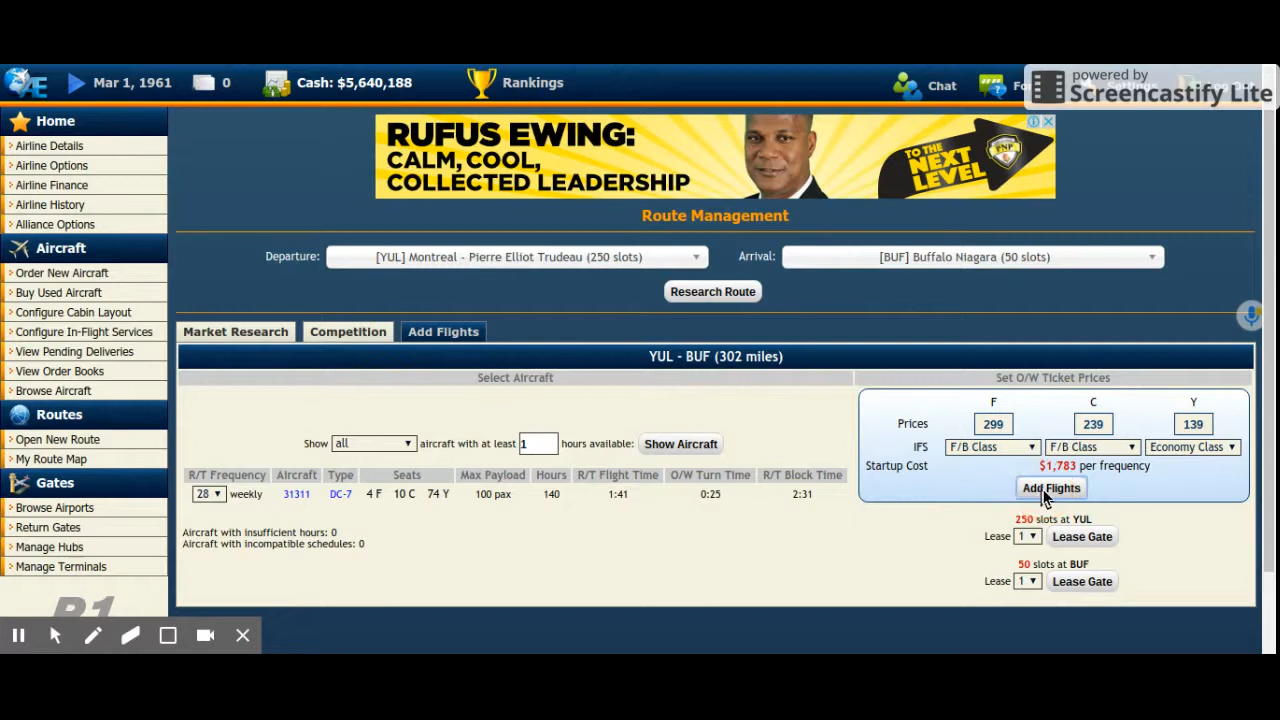 AE Mar 1, 1961 0 Cash: $5,640,188 Rankings Chat
powered by
Screencastify Lite
Home
Airline Details
Airline Options
Airline Finance
Airline History
Alliance Options
Aircraft
Order New Aircraft
Buy Used Aircraft
Configure Cabin Layout
Configure In-Flight Services
View Pending Deliveries
View Order Books
Browse Aircraft
Routes
Open New Route
My Route Map
Gates
Browse Airports
Return Gates
Manage Hubs
Manage Terminals
RUFUS EWING:
CALM, COOL,
COLLECTED LEADERSHIP
TO THE
NEXT
LEVEL
PNP
Route Management
Departure: [YUL] Montreal - Pierre Elliot Trudeau (250 slots) Arrival: [BUF] Buffalo Niagara (50 slots)
Research Route
Market Research Competition Add Flights
YUL - BUF (302 miles)
Select Aircraft
Show all aircraft with at least 1 hours available: Show Aircraft
R/T Frequency Aircraft Type Seats Max Payload Hours R/T Flight Time O/W Turn Time R/T Block Time
28 weekly 31311 DC-7 4 F 10 C 74 Y 100 pax 140 1:41 0:25 2:31
Aircraft with insufficient hours: 0
Aircraft with incompatible schedules: 0
Set O/W Ticket Prices
F C Y
Prices 299 239 139
IFS F/B Class F/B Class Economy Class
Startup Cost $1,783 per frequency
Add Flights
250 slots at YUL
Lease 1 Lease Gate
50 slots at BUF
Lease 1 Lease Gate